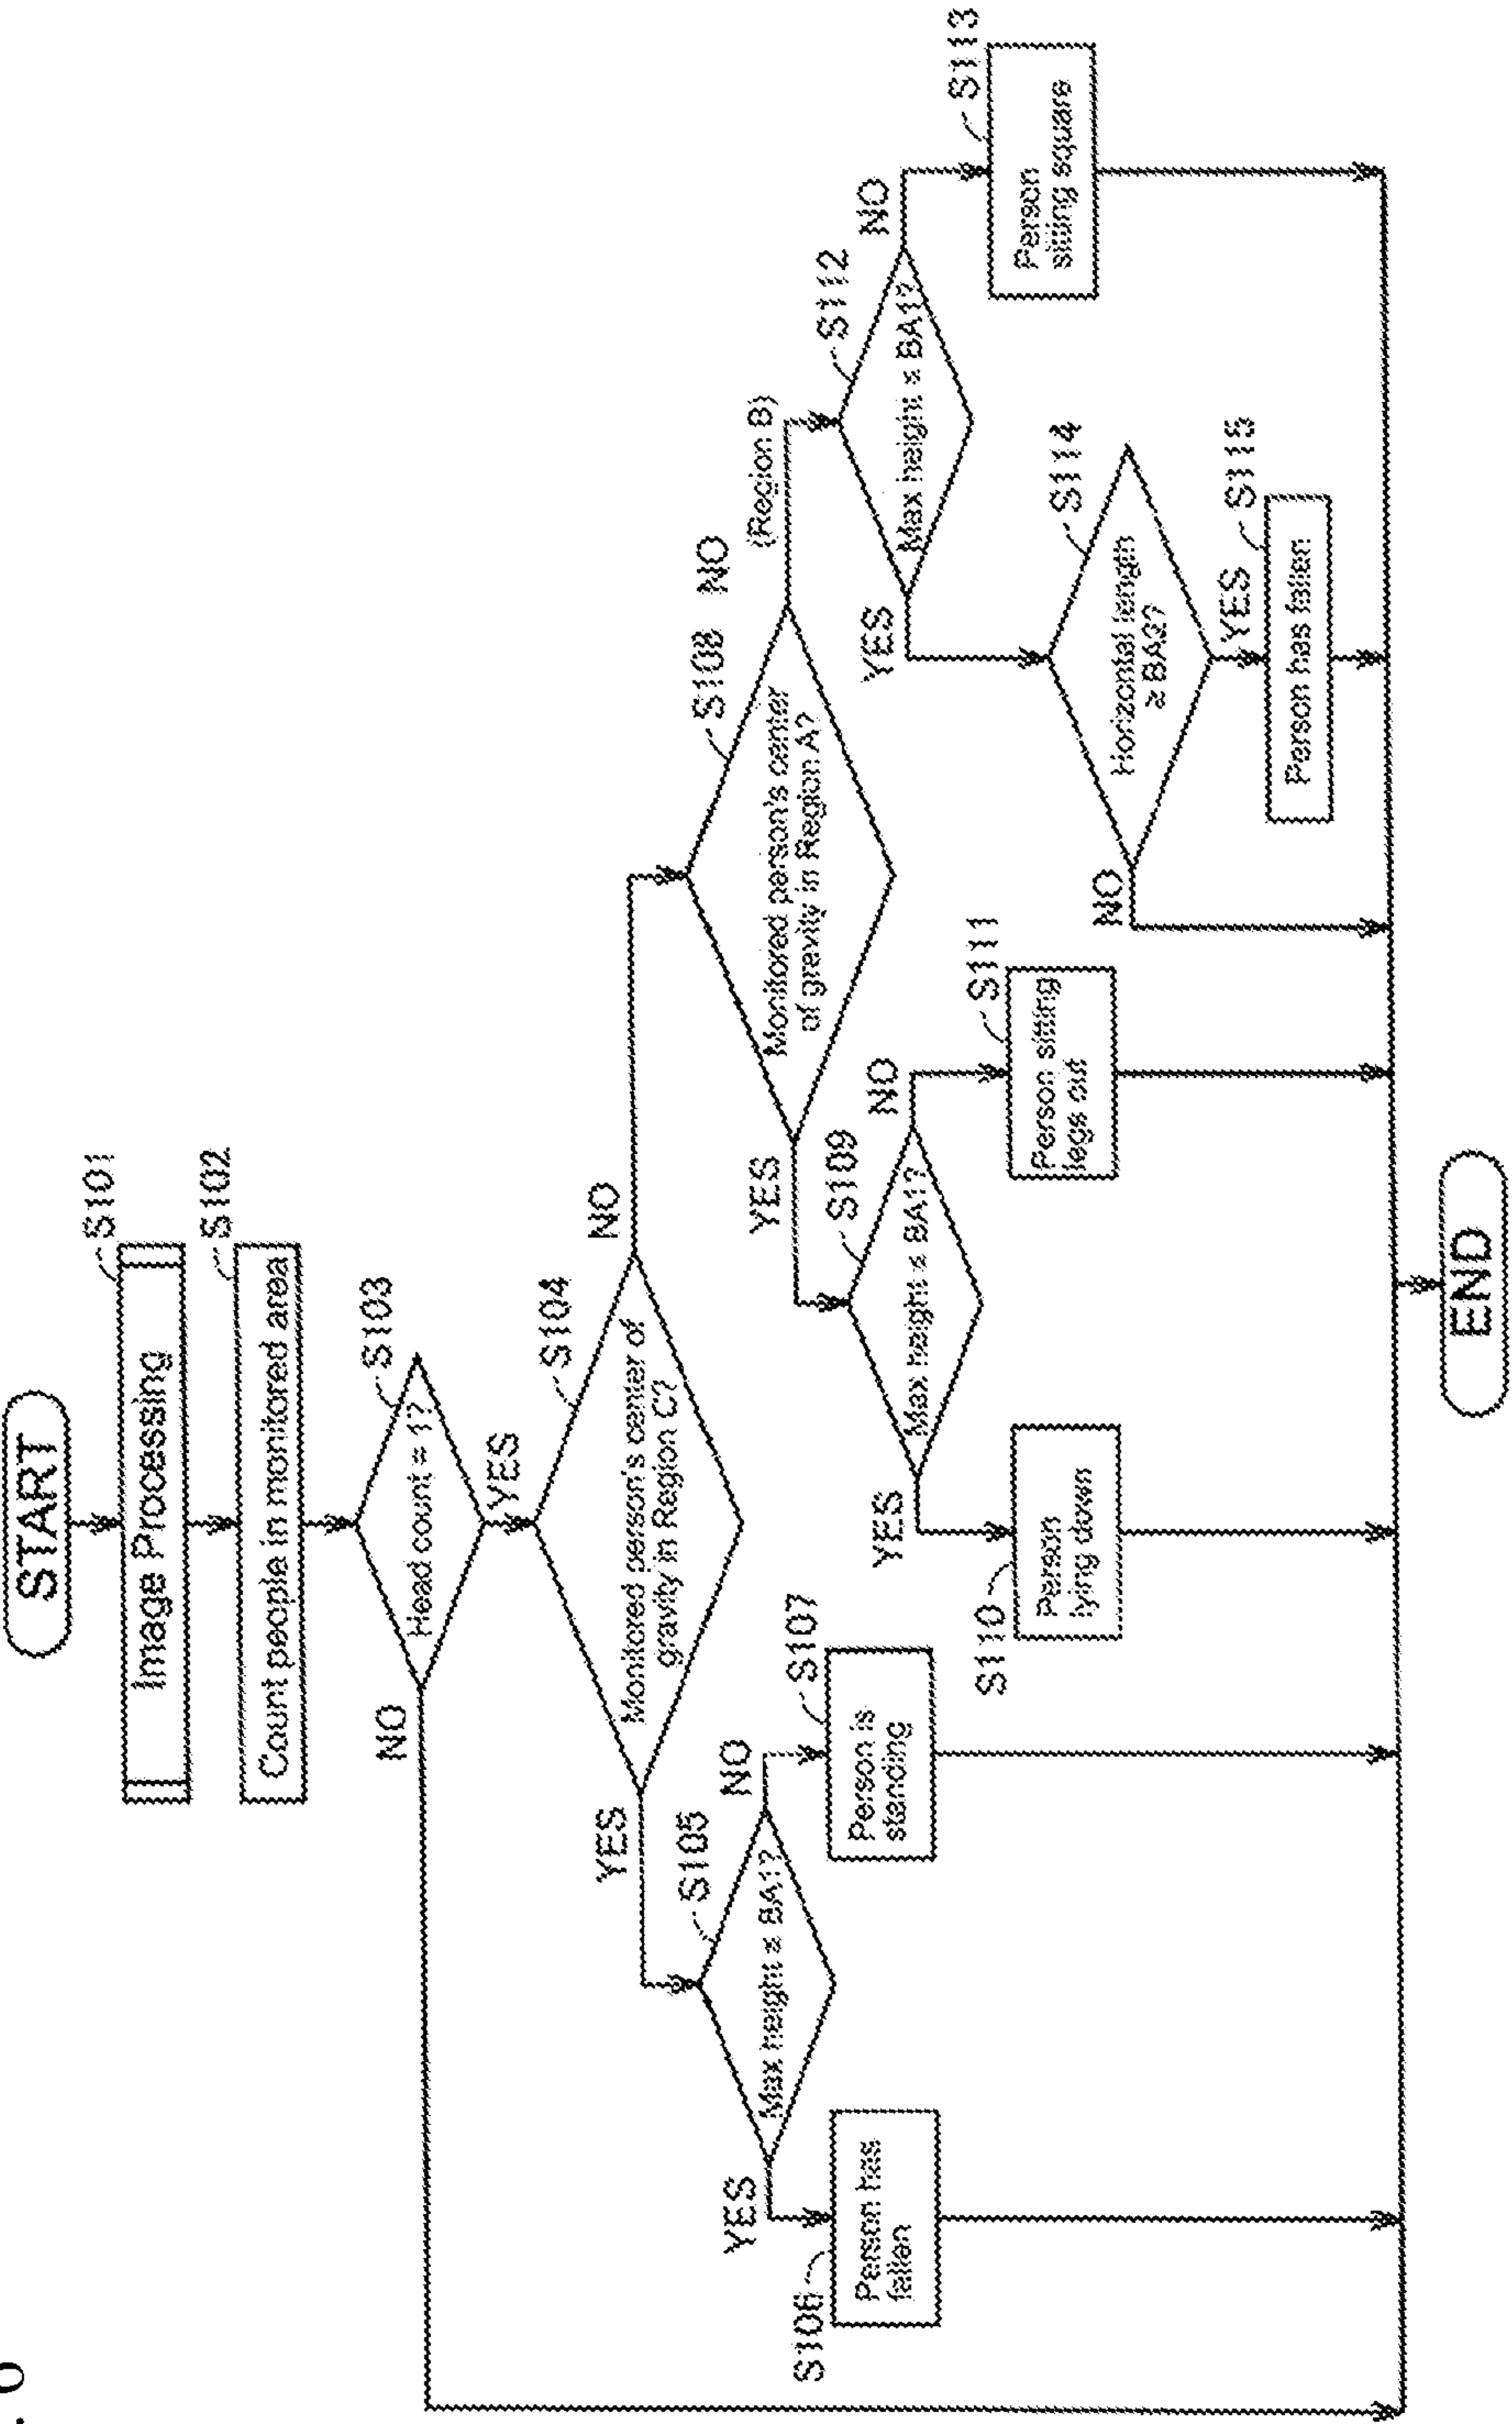 . 6
START
S101
Image Processing
S102
Count people in monitored area
S103
Head count = 1?
NO
YES
S104
Monitored person's center of
gravity in Region C?
YES
NO
S105
Max height ≤ BA1?
YES
NO
S106
Person has
fallen
S107
Person is
standing
S108
Monitored person's center
of gravity in Region A?
YES
NO
(Region B)
S109
Max height ≤ BA1?
YES
NO
S110
Person
lying down
S111
Person sitting
legs out
S112
Max height ≤ BA1?
YES
NO
S113
Person
sitting square
S114
Horizontal length
≥ BA2?
NO
YES
S115
Person has fallen
END